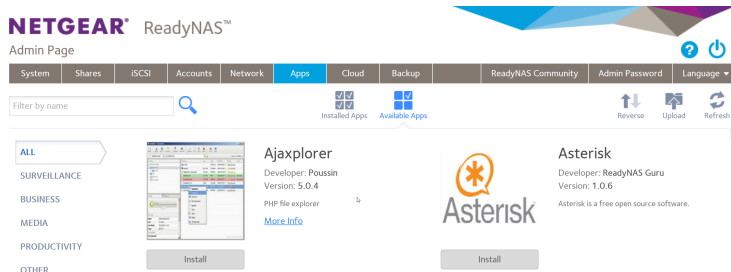 NETGEAR® ReadyNAS™
Admin Page
System Shares iSCSI Accounts Network Apps Cloud Backup ReadyNAS Community Admin Password Language
Filter by name
Installed Apps Available Apps Reverse Upload Refresh
ALL
SURVEILLANCE
BUSINESS
MEDIA
PRODUCTIVITY
OTHER
Ajaxplorer
Developer: Poussin
Version: 5.0.4
PHP file explorer
More Info
Install
Asterisk
Asterisk
Developer: ReadyNAS Guru
Version: 1.0.6
Asterisk is a free open source software.
Install